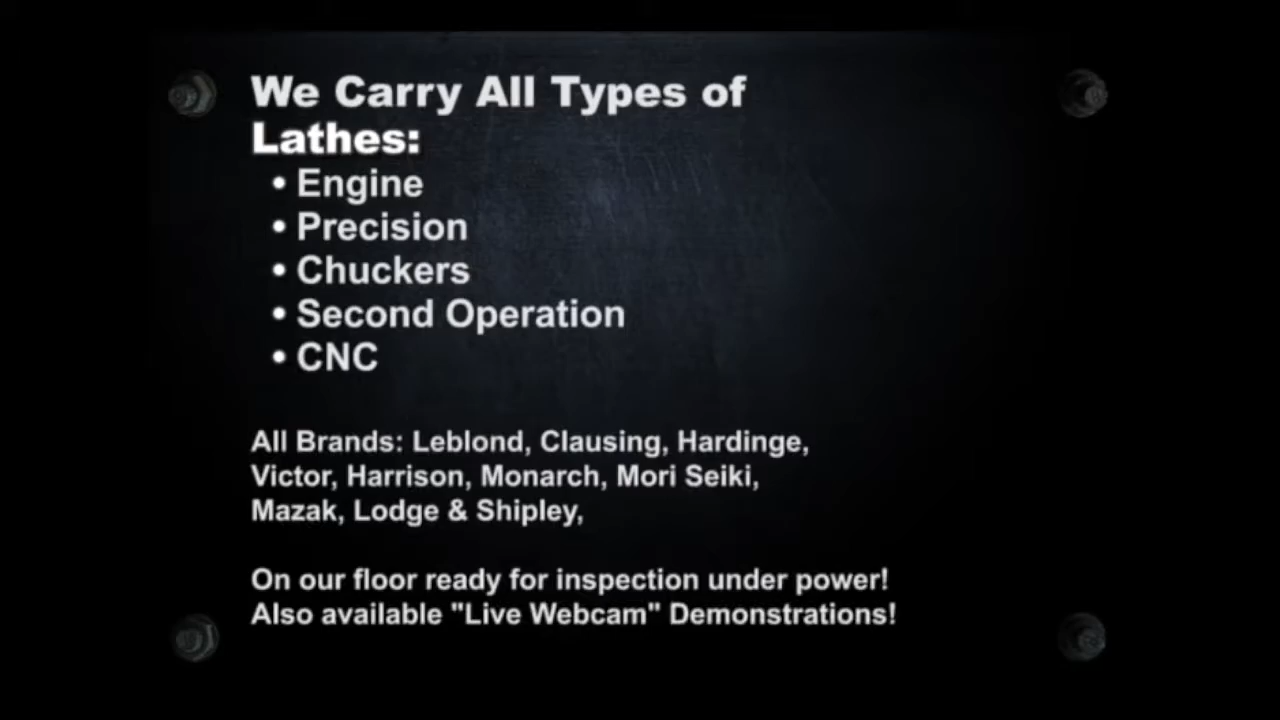 We Carry All Types of
Lathes:
• Engine
• Precision
• Chuckers
• Second Operation
• CNC
All Brands: Leblond, Clausing, Hardinge,
Victor, Harrison, Monarch, Mori Seiki,
Mazak, Lodge & Shipley,
On our floor ready for inspection under power!
Also available "Live Webcam" Demonstrations!